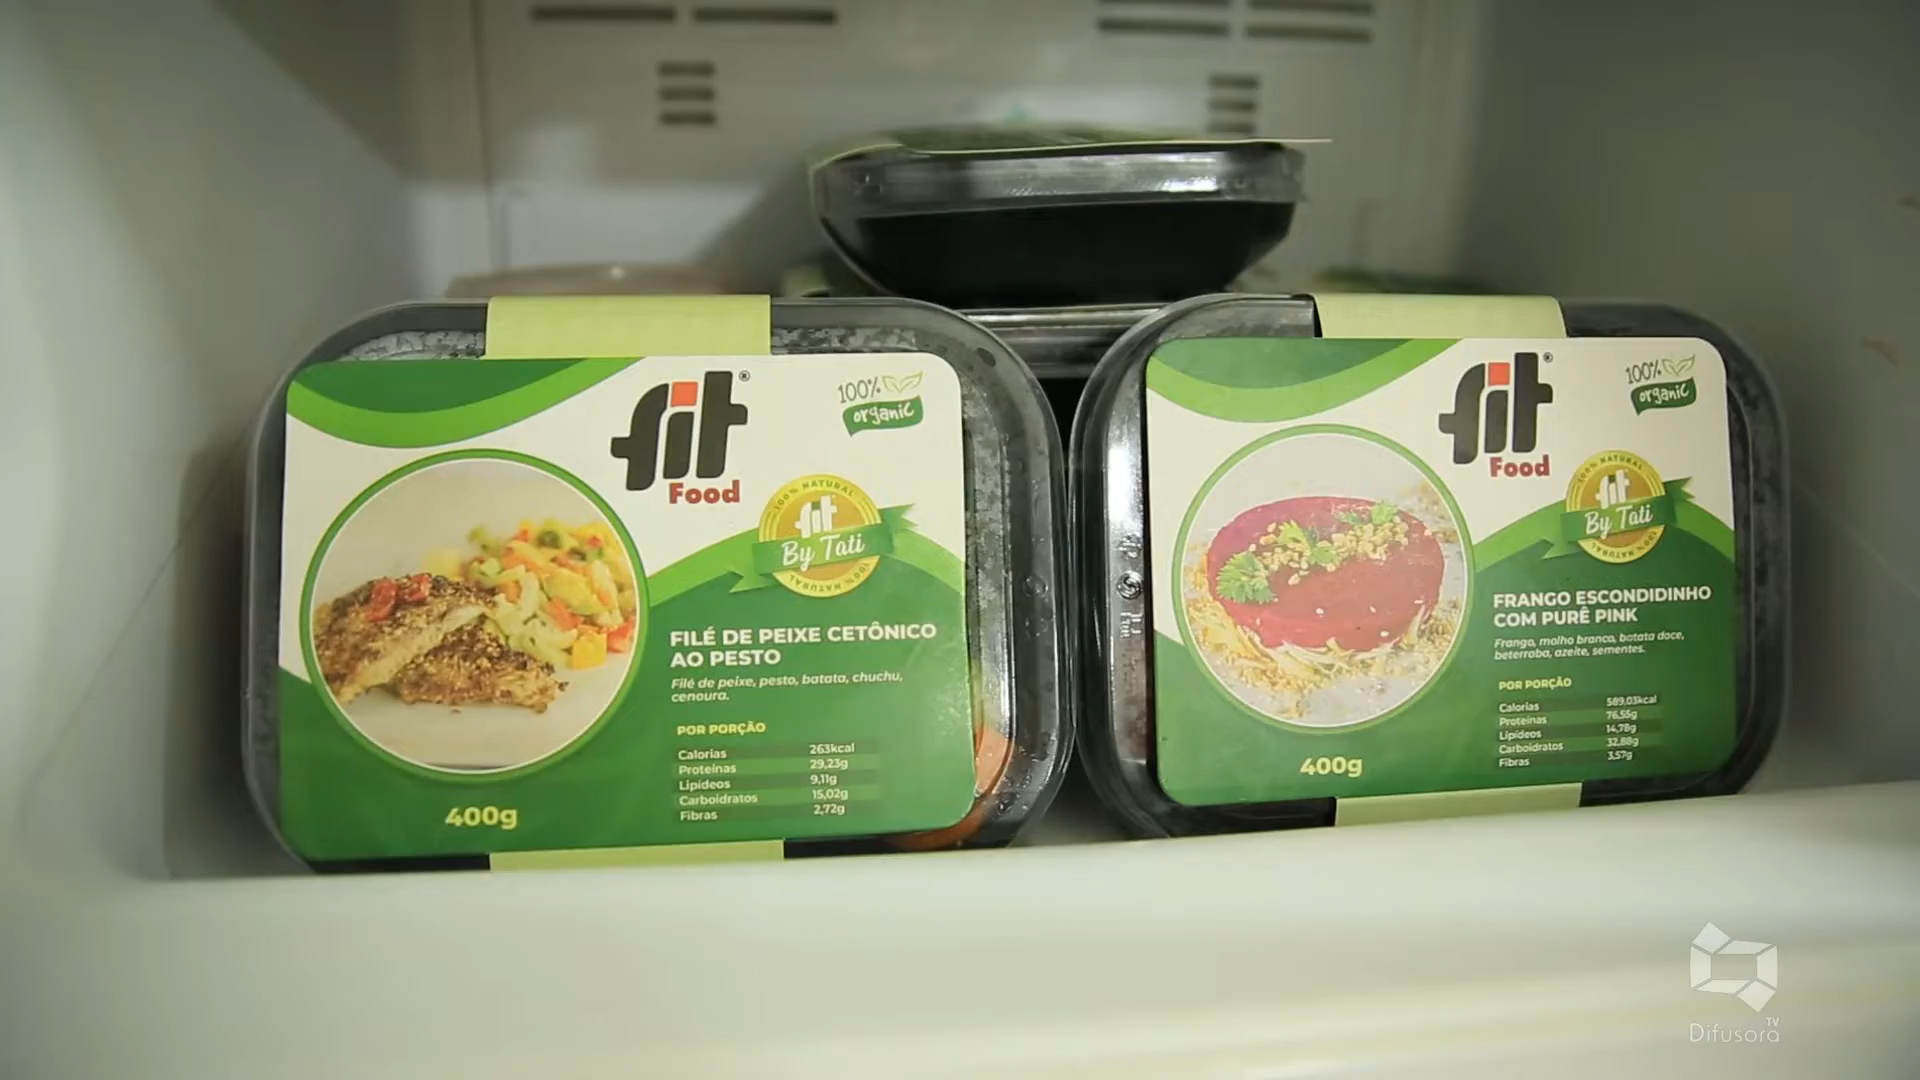 fit®
Food
100%
organic
100% NATURAL
fit
By Tati
100% NATURAL
FILÉ DE PEIXE CETÔNICO
AO PESTO
Filé de peixe, pesto, batata, chuchu,
cenoura.
POR PORÇÃO
Calorias 263kcal
Proteínas 29,23g
Lipídeos 9,11g
Carboidratos 15,02g
Fibras 2,72g
400g
fit®
Food
100%
organic
100% NATURAL
fit
By Tati
100% NATURAL
FRANGO ESCONDIDINHO
COM PURÊ PINK
Frango, molho branco, batata doce,
beterraba, azeite, sementes.
POR PORÇÃO
Calorias 589,03kcal
Proteínas 76,55g
Lipídeos 14,78g
Carboidratos 32,88g
Fibras 3,57g
400g
TV
Difusora